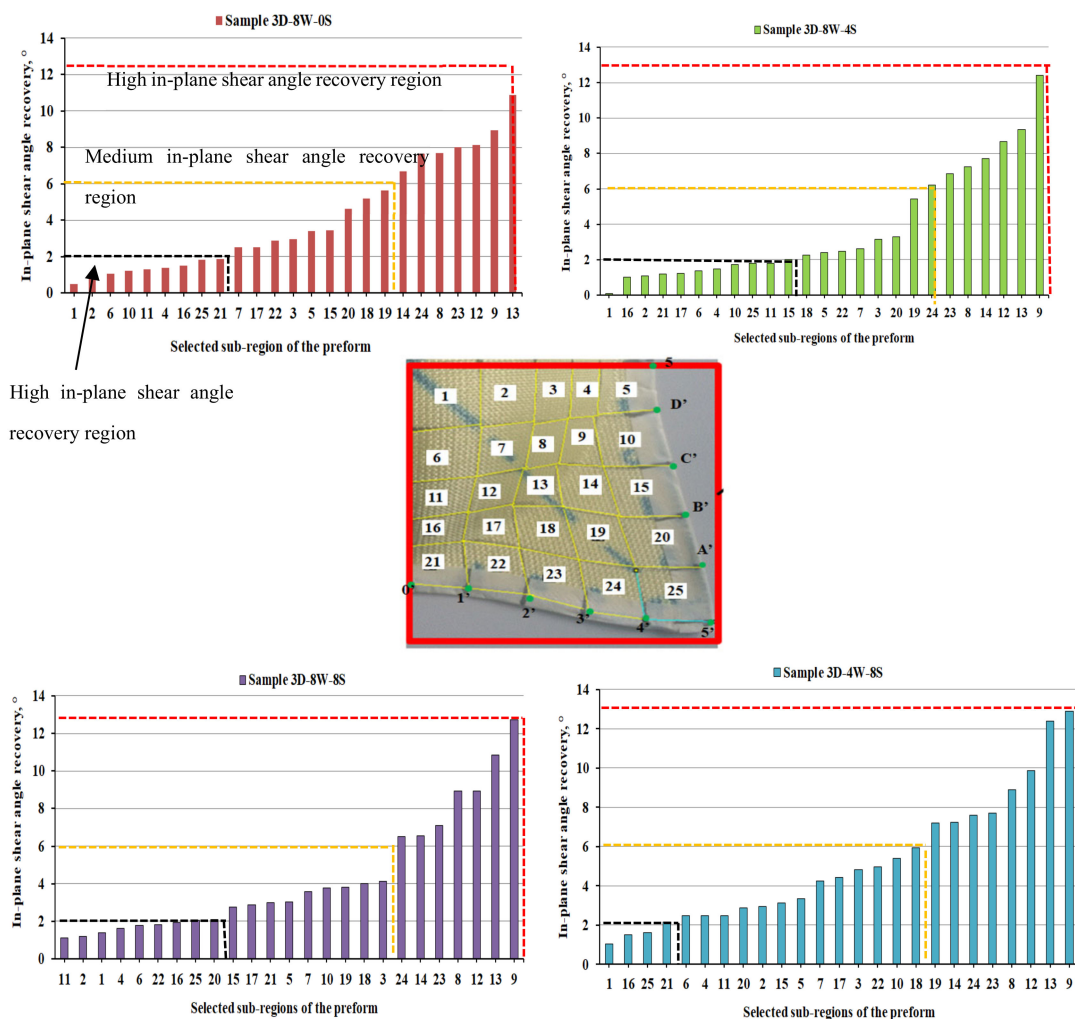 Sample 3D-8W-0S
In-plane shear angle recovery, °
14
12
10
8
6
4
2
0
High in-plane shear angle recovery region
Medium in-plane shear angle recovery
region
1 2 6 10 11 4 16 25 21 7 17 22 3 5 15 20 18 19 14 24 8 23 12 9 13
Selected sub-region of the preform
High in-plane shear angle
recovery region
Sample 3D-8W-4S
In-plane shear angle recovery, °
14
12
10
8
6
4
2
0
1 16 2 21 17 6 4 10 25 11 15 18 5 22 7 3 20 19 24 23 8 14 12 13 9
Selected sub-regions of the preform
1 2 3 4 5 5
D'
6 7 8 9 10
C'
11 12 13 14 15
B'
16 17 18 19 20
A'
21 22 23 24 25
0' 1' 2' 3' 4' 5'
Sample 3D-8W-8S
In-plane shear angle recovery, °
14
12
10
8
6
4
2
0
11 2 1 4 6 22 16 25 20 15 17 21 5 7 10 19 18 3 24 14 23 8 12 13 9
Selected sub-regions of the preform
Sample 3D-4W-8S
In-plane shear angle recovery, °
14
12
10
8
6
4
2
0
1 16 25 21 6 4 11 20 2 15 5 7 17 3 22 10 18 19 14 24 23 8 12 13 9
Selected sub-regions of the preform